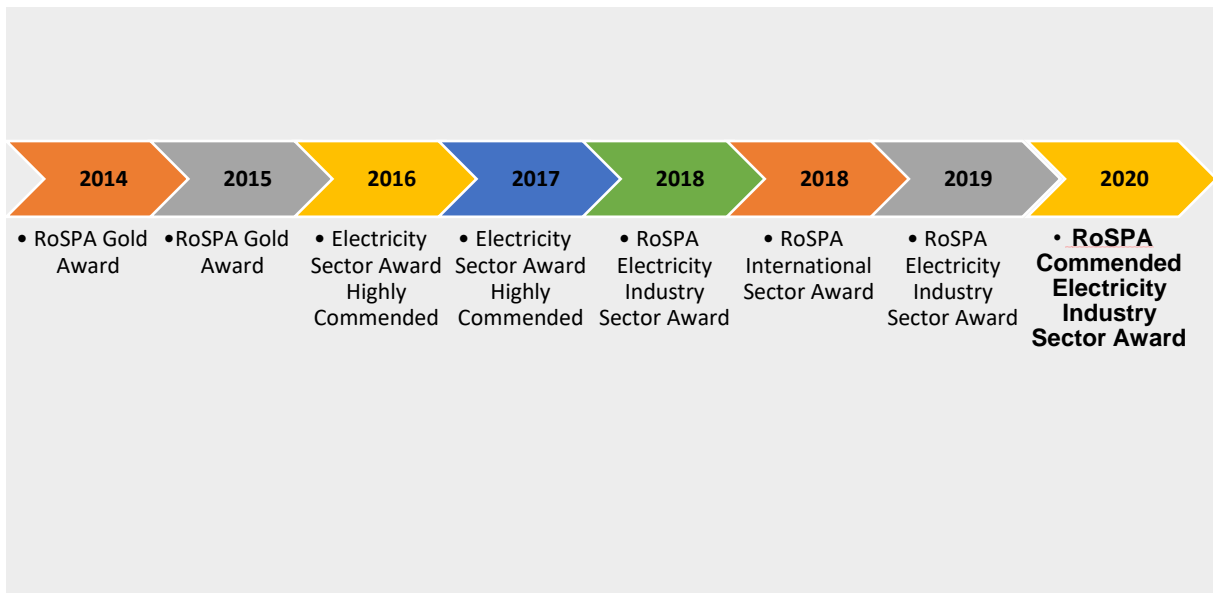 2014
2015
2016
2017
2018
2018
2019
2020
• RoSPA Gold
Award
•RoSPA Gold
Award
• Electricity
Sector Award
Highly
Commended
• Electricity
Sector Award
Highly
Commended
• RoSPA
Electricity
Industry
Sector Award
• RoSPA
International
Sector Award
• RoSPA
Electricity
Industry
Sector Award
• RoSPA
Commended
Electricity
Industry
Sector Award